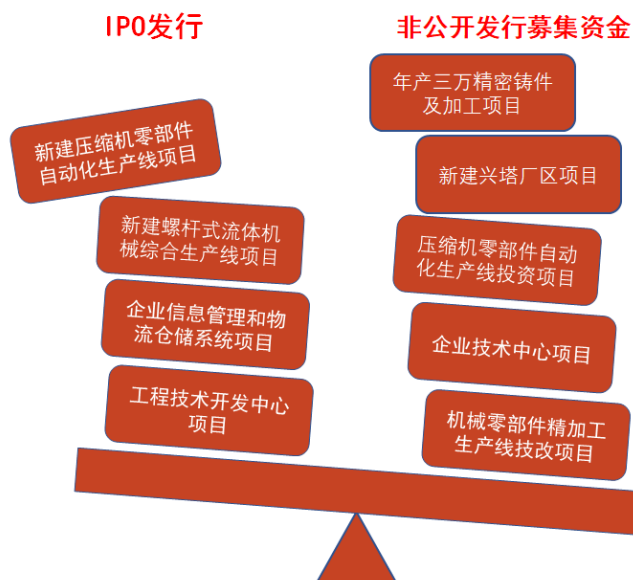 IPO发行
新建压缩机零部件
自动化生产线项目
新建螺杆式流体机
械综合生产线项目
企业信息管理和物
流仓储系统项目
工程技术开发中心
项目
非公开发行募集资金
年产三万精密铸件
及加工项目
新建兴塔厂区项目
压缩机零部件自动
化生产线投资项目
企业技术中心项目
机械零部件精加工
生产线技改项目